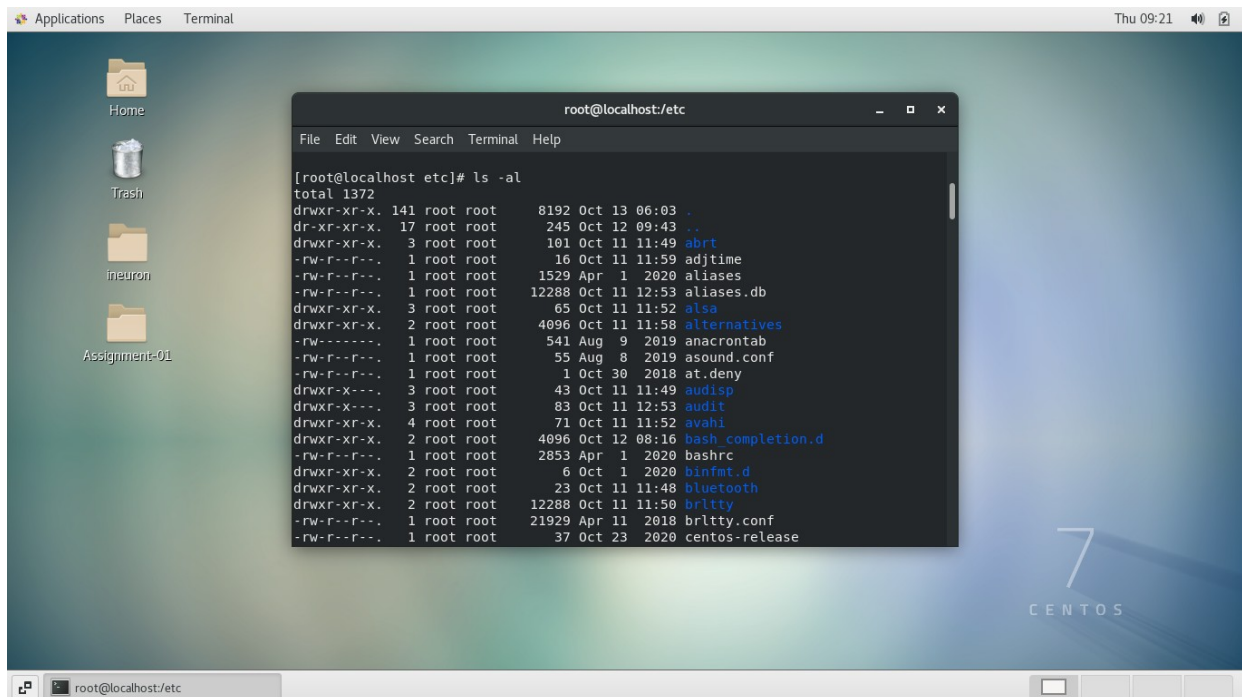 Applications Places Terminal Thu 09:21
Home
Trash
ineuron
Assignment-01
root@localhost:/etc
File Edit View Search Terminal Help
[root@localhost etc]# ls -al
total 1372
drwxr-xr-x. 141 root root     8192 Oct 13 06:03 .
dr-xr-xr-x.  17 root root      245 Oct 12 09:43 ..
drwxr-xr-x.   3 root root      101 Oct 11 11:49 abrt
-rw-r--r--.   1 root root       16 Oct 11 11:59 adjtime
-rw-r--r--.   1 root root     1529 Apr  1  2020 aliases
-rw-r--r--.   1 root root    12288 Oct 11 12:53 aliases.db
drwxr-xr-x.   3 root root       65 Oct 11 11:52 alsa
drwxr-xr-x.   2 root root     4096 Oct 11 11:58 alternatives
-rw-------.   1 root root      541 Aug  9  2019 anacrontab
-rw-r--r--.   1 root root       55 Aug  8  2019 asound.conf
-rw-r--r--.   1 root root        1 Oct 30  2018 at.deny
drwxr-x---.   3 root root       43 Oct 11 11:49 audisp
drwxr-x---.   3 root root       83 Oct 11 12:53 audit
drwxr-xr-x.   4 root root       71 Oct 11 11:52 avahi
drwxr-xr-x.   2 root root     4096 Oct 12 08:16 bash_completion.d
-rw-r--r--.   1 root root     2853 Apr  1  2020 bashrc
drwxr-xr-x.   2 root root        6 Oct  1  2020 binfmt.d
drwxr-xr-x.   2 root root       23 Oct 11 11:48 bluetooth
drwxr-xr-x.   2 root root    12288 Oct 11 11:50 brltty
-rw-r--r--.   1 root root    21929 Apr 11  2018 brltty.conf
-rw-r--r--.   1 root root       37 Oct 23  2020 centos-release
7
CENTOS
root@localhost:/etc